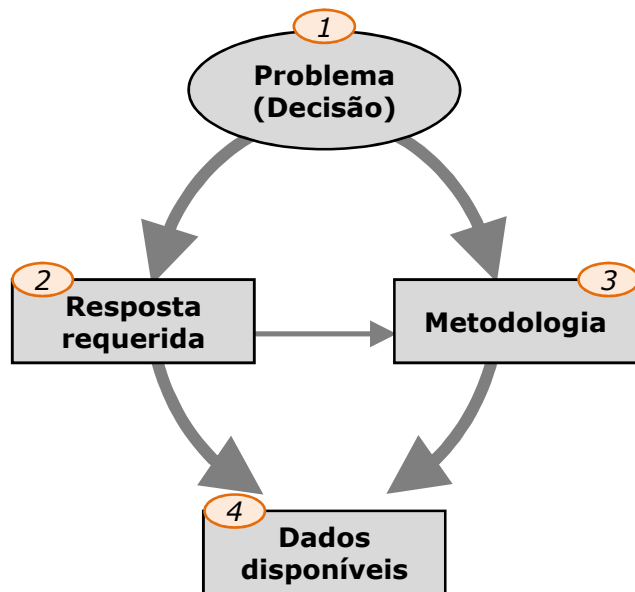 1
Problema
(Decisão)
2
Resposta
requerida
3
Metodologia
4
Dados
disponíveis